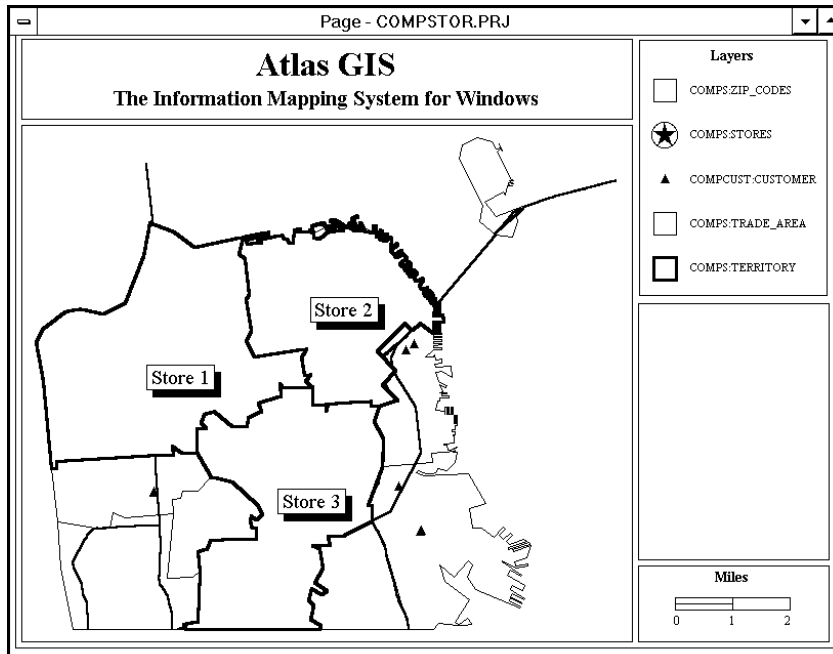 Page - COMPSTOR.PRJ
Atlas GIS
The Information Mapping System for Windows
Store 2
Store 1
Store 3
Layers
COMPS:ZIP_CODES
COMPS:STORES
COMPCUST:CUSTOMER
COMPS:TRADE_AREA
COMPS:TERRITORY
Miles
0 1 2